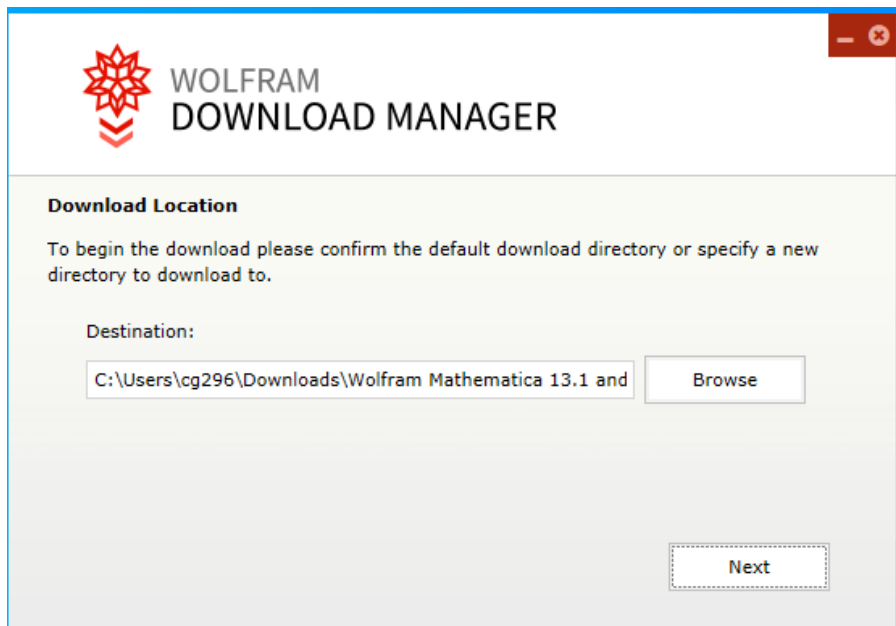 WOLFRAM
DOWNLOAD MANAGER
Download Location
To begin the download please confirm the default download directory or specify a new
directory to download to.
Destination:
C:\Users\cg296\Downloads\Wolfram Mathematica 13.1 and
Browse
Next